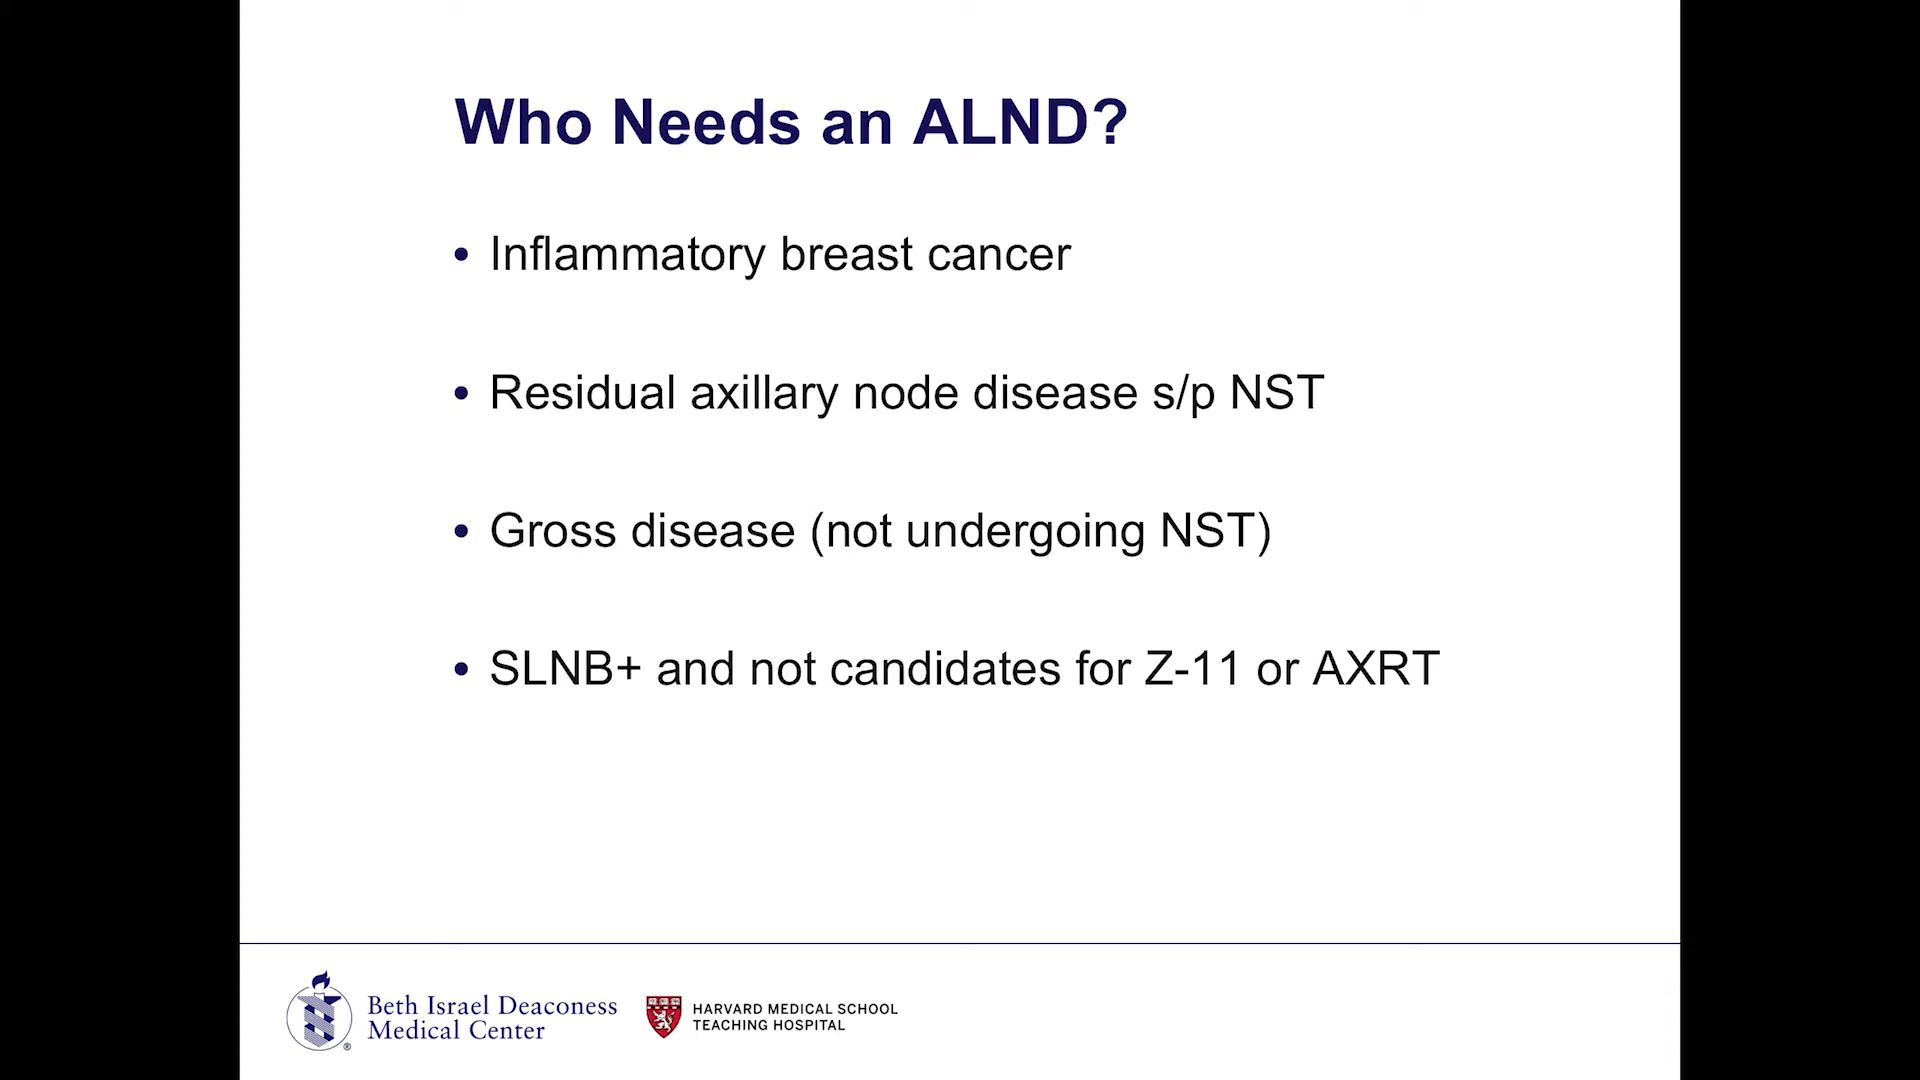 Who Needs an ALND?
• Inflammatory breast cancer
• Residual axillary node disease s/p NST
• Gross disease (not undergoing NST)
• SLNB+ and not candidates for Z-11 or AXRT
Beth Israel Deaconess
Medical Center
®
HARVARD MEDICAL SCHOOL
TEACHING HOSPITAL